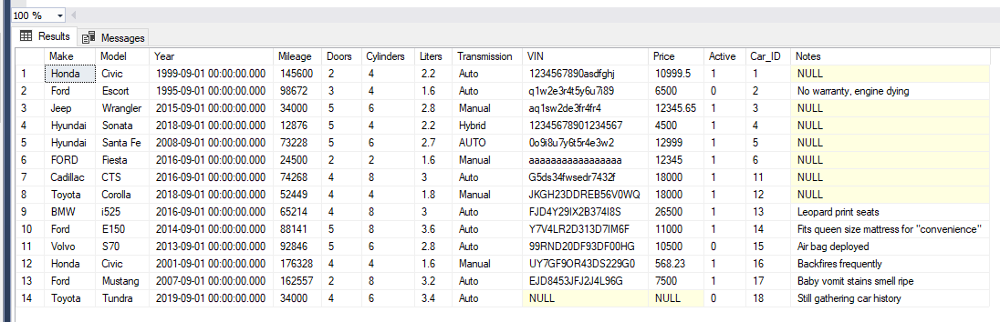 100 %
Results Messages
Make Model Year Mileage Doors Cylinders Liters Transmission VIN Price Active Car_ID Notes
1 Honda Civic 1999-09-01 00:00:00.000 145600 2 4 2.2 Auto 1234567890asdfghj 10999.5 1 1 NULL
2 Ford Escort 1995-09-01 00:00:00.000 98672 3 4 1.6 Auto q1w2e3r4t5y6u7i89 6500 0 2 No warranty, engine dying
3 Jeep Wrangler 2015-09-01 00:00:00.000 34000 5 6 2.8 Manual aq1sw2de3fr4fr4 12345.65 1 3 NULL
4 Hyundai Sonata 2018-09-01 00:00:00.000 12876 5 4 2.2 Hybrid 12345678901234567 4500 1 4 NULL
5 Hyundai Santa Fe 2008-09-01 00:00:00.000 73228 5 6 2.7 AUTO 0o9i8u7y6t5r4e3w2 12999 1 5 NULL
6 FORD Fiesta 2016-09-01 00:00:00.000 24500 2 2 1.6 Manual aaaaaaaaaaaaaaaaa 12345 1 6 NULL
7 Cadillac CTS 2016-09-01 00:00:00.000 74268 4 8 3 Auto G5ds34fwsedr7432f 18000 1 11 NULL
8 Toyota Corolla 2018-09-01 00:00:00.000 52449 4 4 1.8 Manual JKGH23DDREB56V0WQ 18000 1 12 NULL
9 BMW i525 2016-09-01 00:00:00.000 65214 4 8 3 Auto FJD4Y29IX2B374I8S 26500 1 13 Leopard print seats
10 Ford E150 2014-09-01 00:00:00.000 88141 5 8 3.6 Auto Y7V4LR2D313D7IM6F 11000 1 14 Fits queen size mattress for "convenience"
11 Volvo S70 2013-09-01 00:00:00.000 92846 5 6 2.8 Auto 99RND20DF93DF00HG 10500 0 15 Air bag deployed
12 Honda Civic 2001-09-01 00:00:00.000 176328 4 4 1.6 Manual UY7GF9OR43DS229G0 568.23 1 16 Backfires frequently
13 Ford Mustang 2007-09-01 00:00:00.000 162557 2 8 3.2 Auto EJD8453JFJ2J4L96G 7500 1 17 Baby vomit stains smell ripe
14 Toyota Tundra 2019-09-01 00:00:00.000 34000 4 6 3.4 Auto NULL NULL 0 18 Still gathering car history